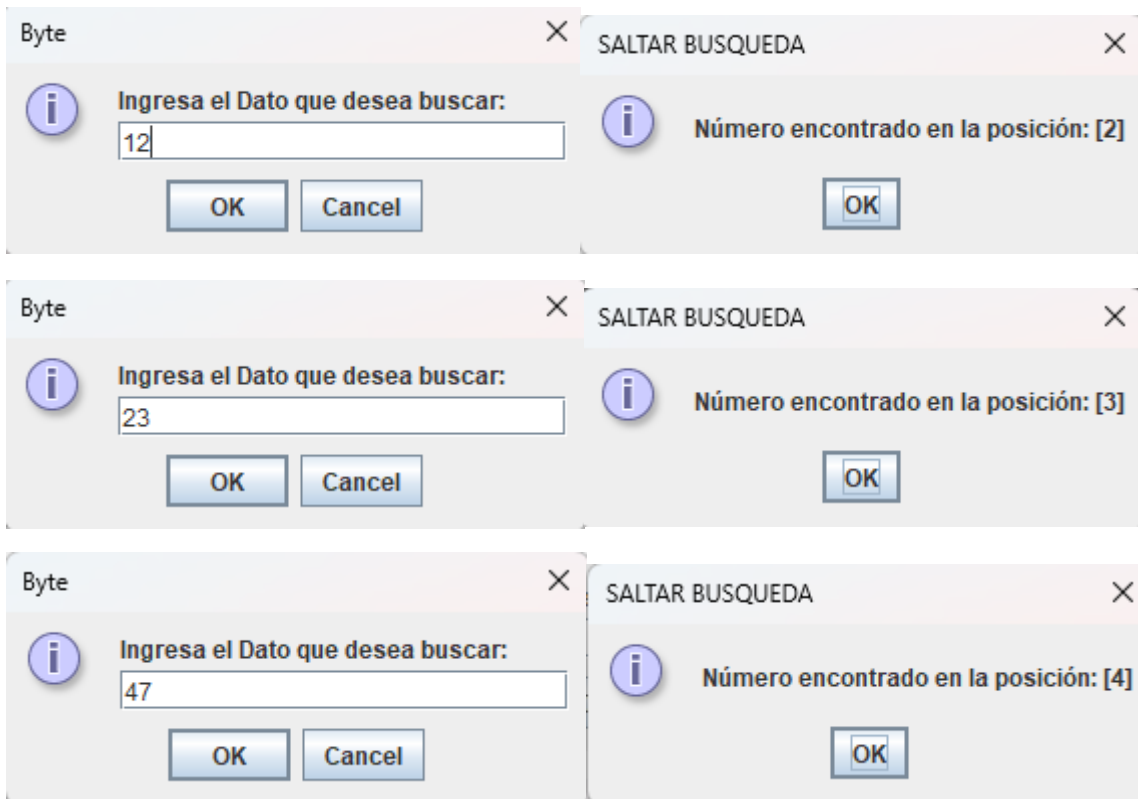 Byte
Ingresa el Dato que desea buscar:
12
OK Cancel
SALTAR BUSQUEDA
Número encontrado en la posición: [2]
OK
Byte
Ingresa el Dato que desea buscar:
23
OK Cancel
SALTAR BUSQUEDA
Número encontrado en la posición: [3]
OK
Byte
Ingresa el Dato que desea buscar:
47
OK Cancel
SALTAR BUSQUEDA
Número encontrado en la posición: [4]
OK